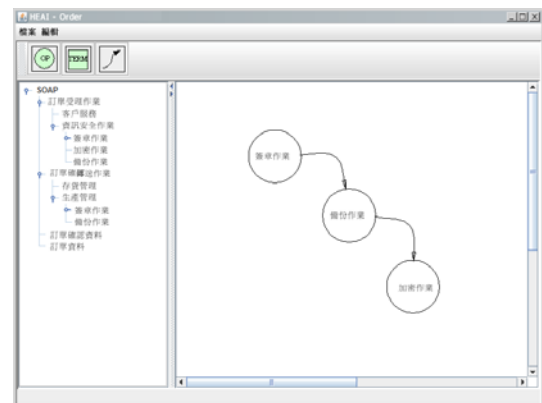 HEAI - Order
檔案 編輯
OP TERM
SOAP
訂單受理作業
客戶服務
資訊安全作業
簽章作業
加密作業
備份作業
訂單確認運送作業
存貨管理
生產管理
簽章作業
備份作業
訂單確認資料
訂單資料
簽章作業
備份作業
加密作業